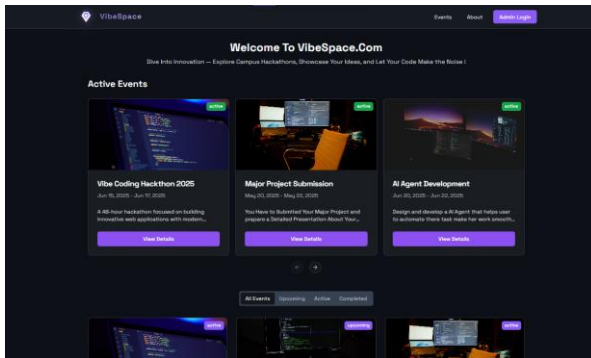 VibeSpace
Events About Admin Login
Welcome To VibeSpace.Com
Dive Into Innovation — Explore Campus Hackathons, Showcase Your Ideas, and Let Your Code Make the Noise !
Active Events
active active active
Vibe Coding Hackthon 2025
Jun 15, 2025 - Jun 17, 2025
A 48-hour hackathon focused on building
innovative web applications with modern...
View Details
Major Project Submission
May 20, 2025 - May 22, 2025
You Have to Submitted Your Major Project and
prepare a Detailed Presentation About Your...
View Details
AI Agent Development
Jun 20, 2025 - Jun 22, 2025
Design and develop a AI Agent that helps user
to automate there task make her work smooth...
View Details
All Events Upcoming Active Completed
active upcoming active